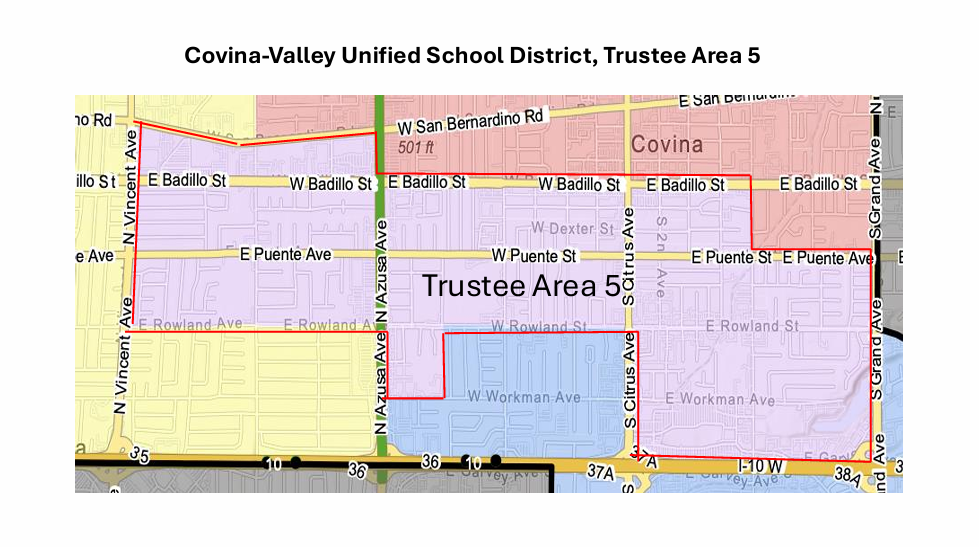 Covina-Valley Unified School District, Trustee Area 5
E San Bernardino
no Rd
W San Bernardino Rd
N
E
501 ft
Covina
N Vincent Ave
S Grand Ave
illo St
E Badillo St
W Badillo St
E Badillo St
W Badillo St
E Badillo St
E Badillo St
W Dexter St
S 2nd Ave
N Azusa Ave
S Citrus Ave
e Ave
E Puente Ave
W Puente St
E Puente St
E Puente Ave
E
Trustee Area 5
E Rowland Ave
E Rowland A
W Rowland St
E Rowland St
N Vincent Ave
N Azusa Ave
S Citrus Ave
S Grand Ave
W Workman Ave
E Workman Ave
a
35
10
36
36
10
37A
37A
I-10 W
38A
3
nd Ave
E Garvey Ave S
E Garvey Ave S
S